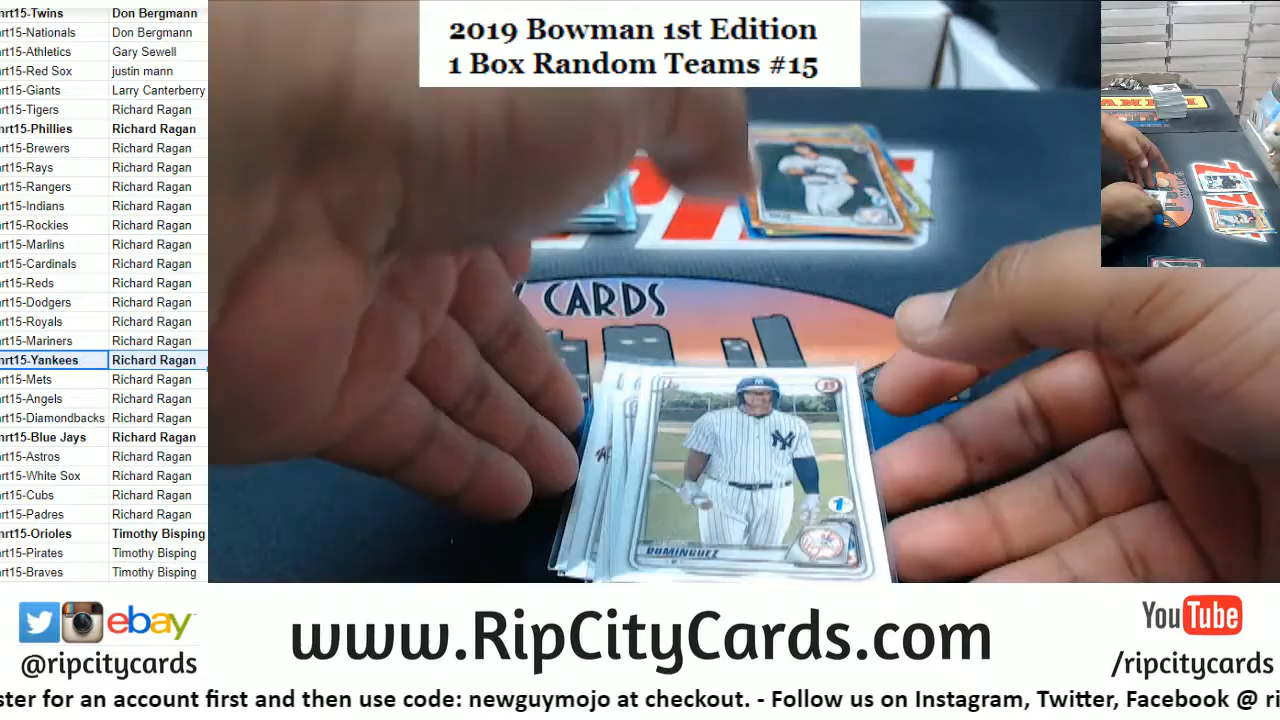 nrt15-Twins Don Bergmann
rt15-Nationals Don Bergmann
rt15-Athletics Gary Sewell
rt15-Red Sox justin mann
rt15-Giants Larry Canterbery
rt15-Tigers Richard Ragan
nrt15-Phillies Richard Ragan
rt15-Brewers Richard Ragan
rt15-Rays Richard Ragan
rt15-Rangers Richard Ragan
rt15-Indians Richard Ragan
rt15-Rockies Richard Ragan
rt15-Marlins Richard Ragan
rt15-Cardinals Richard Ragan
rt15-Reds Richard Ragan
rt15-Dodgers Richard Ragan
rt15-Royals Richard Ragan
rt15-Mariners Richard Ragan
nrt15-Yankees Richard Ragan
rt15-Mets Richard Ragan
rt15-Angels Richard Ragan
rt15-Diamondbacks Richard Ragan
nrt15-Blue Jays Richard Ragan
rt15-Astros Richard Ragan
rt15-White Sox Richard Ragan
rt15-Cubs Richard Ragan
rt15-Padres Richard Ragan
nrt15-Orioles Timothy Bisping
rt15-Pirates Timothy Bisping
rt15-Braves Timothy Bisping
2019 Bowman 1st Edition
1 Box Random Teams #15
PANINI
Y CARDS
NY
1
DOMINGUEZ
ebay
@ripcitycards
www.RipCityCards.com
YouTube
/ripcitycards
ster for an account first and then use code: newguymojo at checkout. - Follow us on Instagram, Twitter, Facebook @ ri